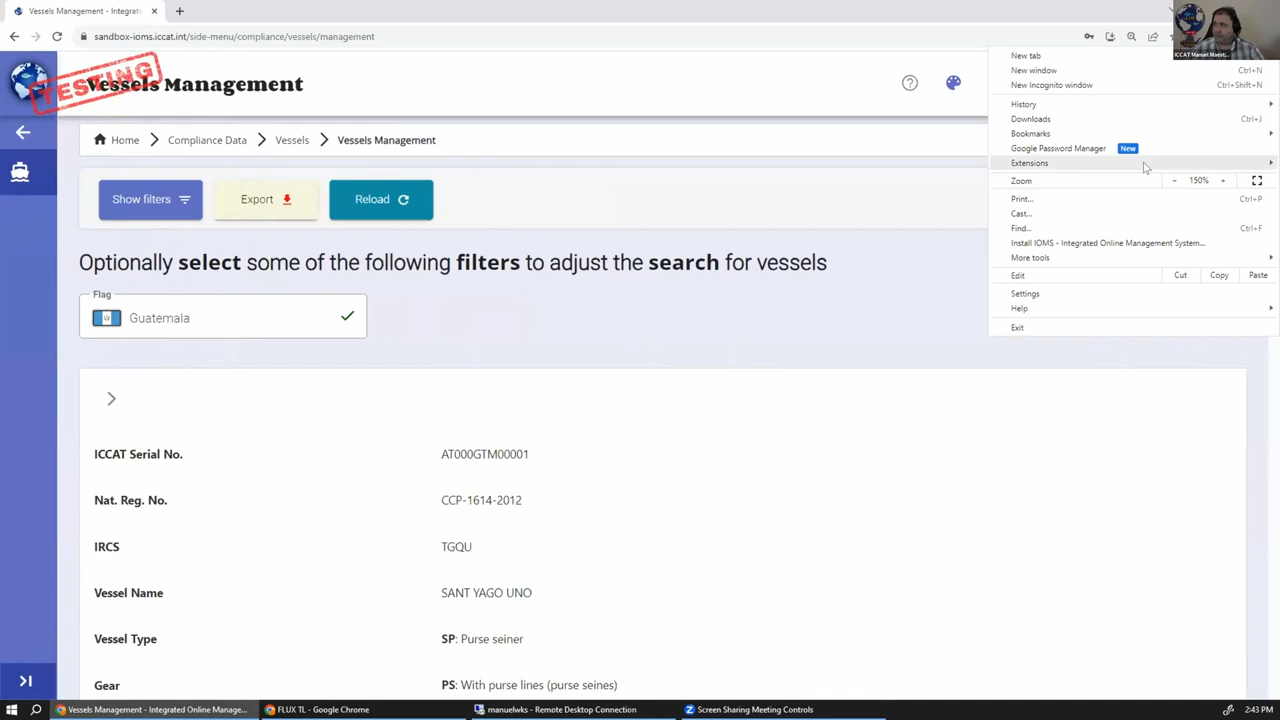 Vessels Management - Integrat
sandbox-ioms.iccat.int/side-menu/compliance/vessels/management
ICCAT Manuel Maest...
TESTING
Vessels Management
Home
Compliance Data
Vessels
Vessels Management
Show filters
Export
Reload
Optionally select some of the following filters to adjust the search for vessels
Flag
Guatemala
ICCAT Serial No. AT000GTM00001
Nat. Reg. No. CCP-1614-2012
IRCS TGQU
Vessel Name SANT YAGO UNO
Vessel Type SP: Purse seiner
Gear PS: With purse lines (purse seines)
New tab
New window Ctrl+N
New Incognito window Ctrl+Shift+N
History
Downloads Ctrl+J
Bookmarks
Google Password Manager New
Extensions
Zoom - 150% +
Print... Ctrl+P
Cast...
Find... Ctrl+F
Install IOMS - Integrated Online Management System...
More tools
Edit Cut Copy Paste
Settings
Help
Exit
Vessels Management - Integrated Online Manage...
FLUX TL - Google Chrome
manuelwks - Remote Desktop Connection
Screen Sharing Meeting Controls
2:43 PM